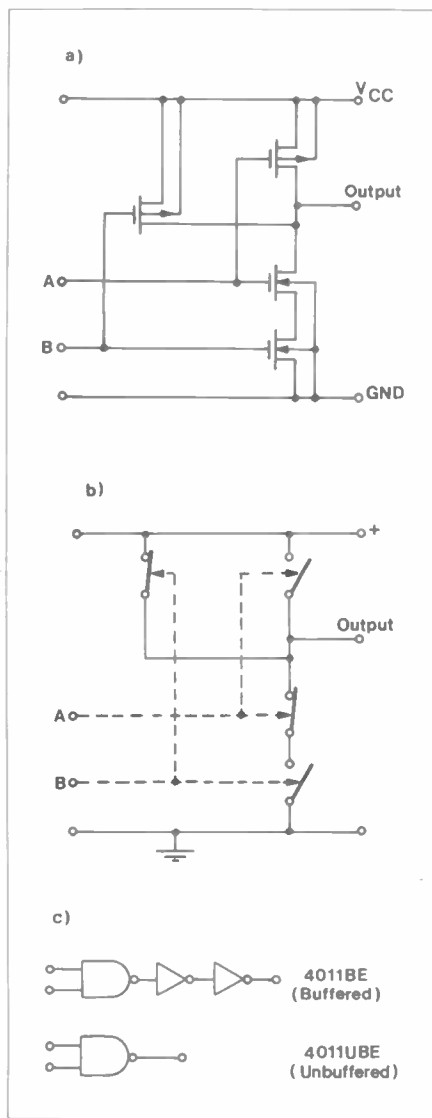 a)
VCC
Output
A
B
GND
b)
+
Output
A
B
c)
4011BE
(Buffered)
4011UBE
(Unbuffered)